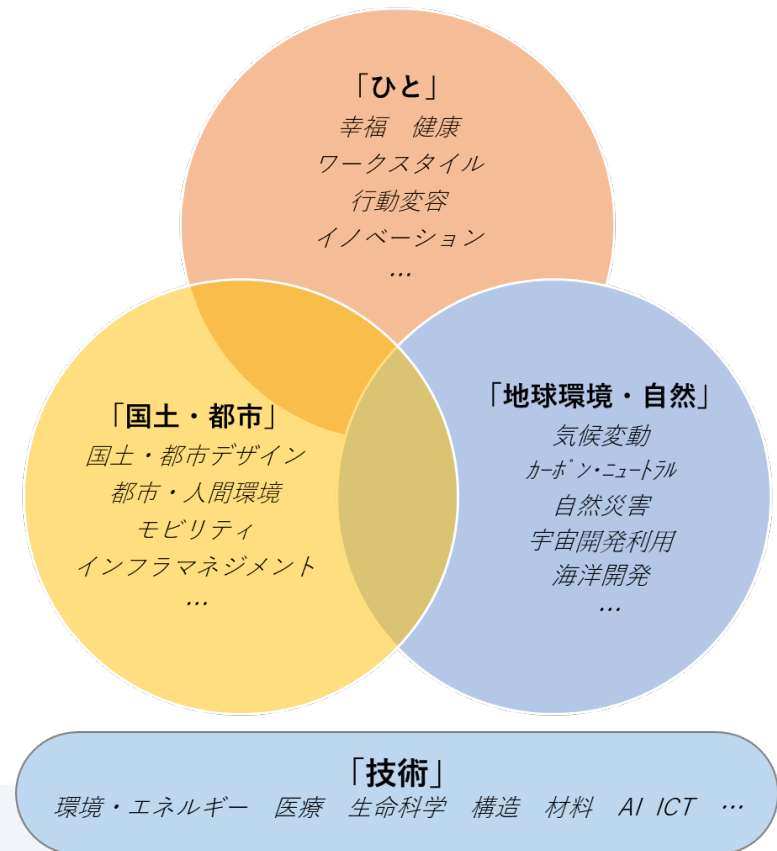 「ひと」
幸福　健康
ワークスタイル
行動変容
イノベーション
…
「国土・都市」
国土・都市デザイン
都市・人間環境
モビリティ
インフラマネジメント
…
「地球環境・自然」
気候変動
ｶｰﾎﾞﾝ・ﾆｭｰﾄﾗﾙ
自然災害
宇宙開発利用
海洋開発
…
「技術」
環境・エネルギー　医療　生命科学　構造　材料　AI ICT　…